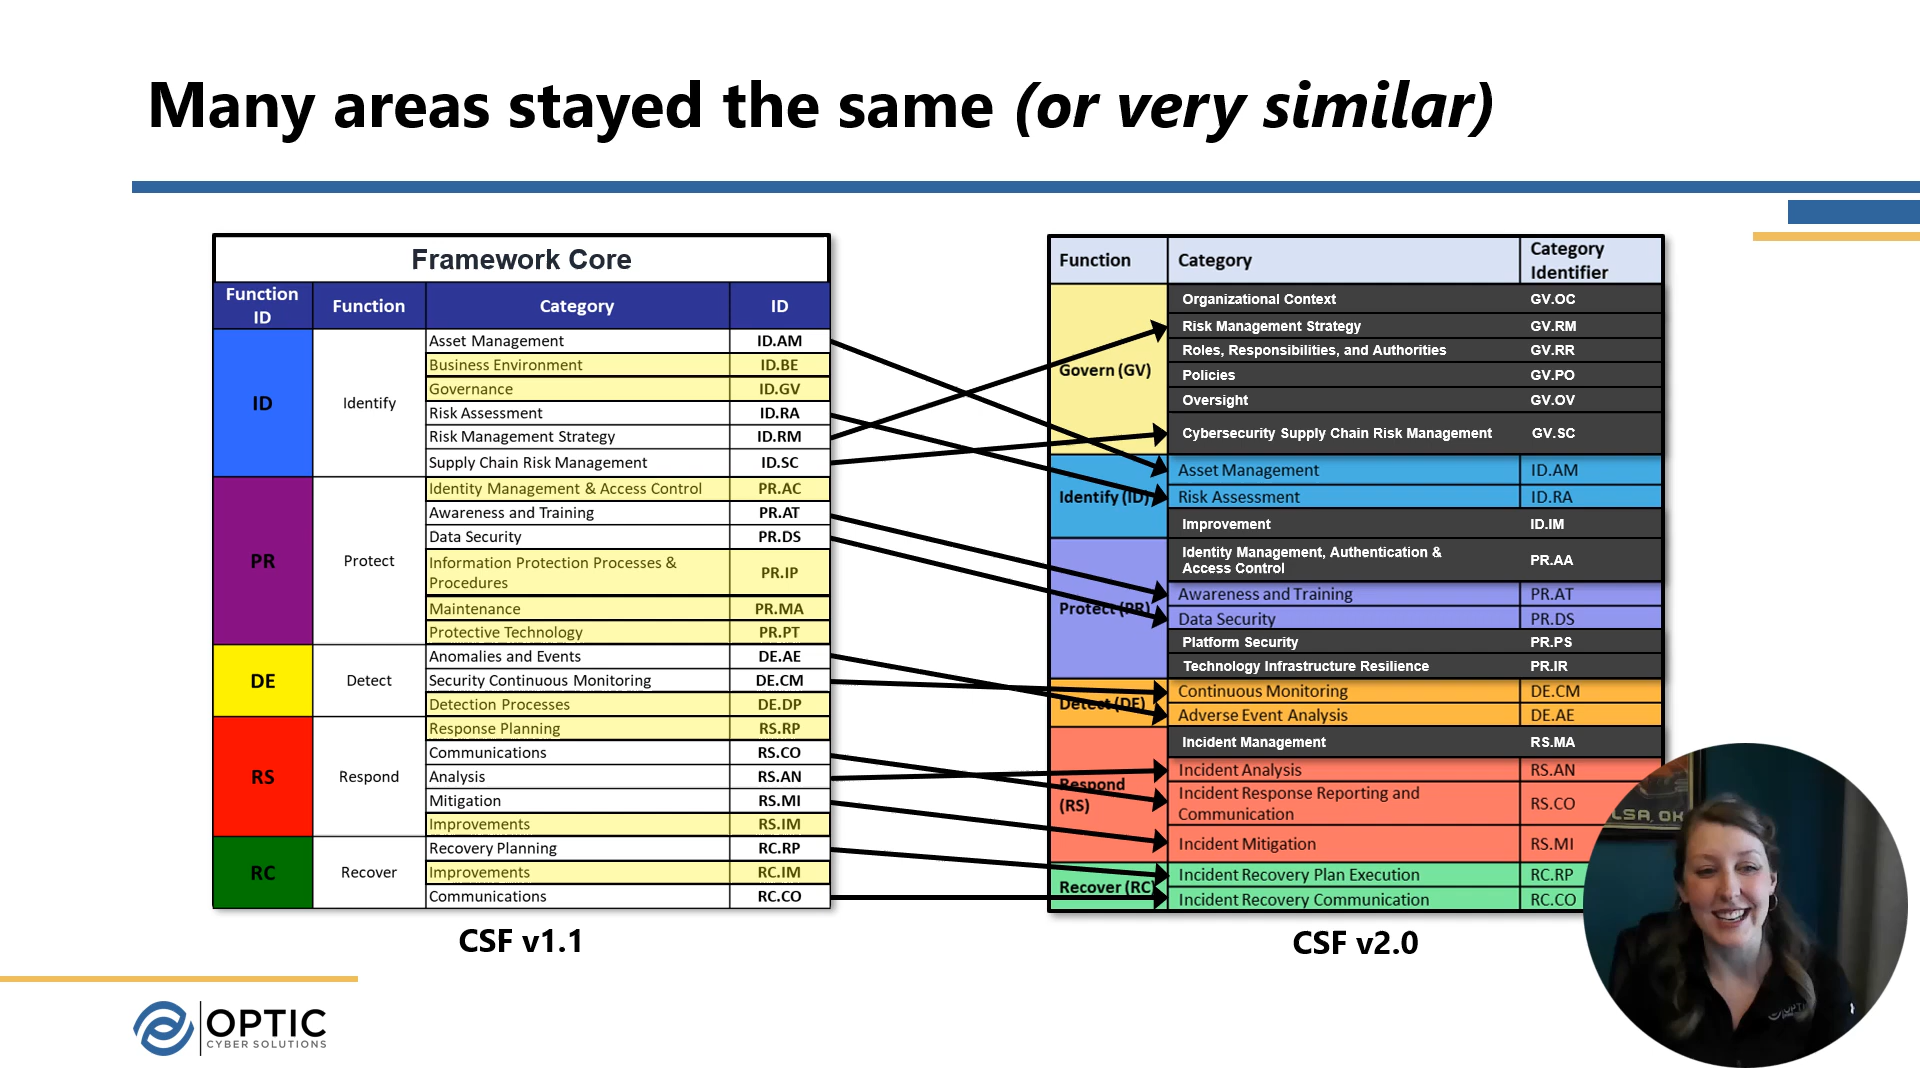 Many areas stayed the same (or very similar)
Framework Core
Function ID Function Category ID
ID Identify
Asset Management ID.AM
Business Environment ID.BE
Governance ID.GV
Risk Assessment ID.RA
Risk Management Strategy ID.RM
Supply Chain Risk Management ID.SC
PR Protect
Identity Management & Access Control PR.AC
Awareness and Training PR.AT
Data Security PR.DS
Information Protection Processes &
Procedures PR.IP
Maintenance PR.MA
Protective Technology PR.PT
DE Detect
Anomalies and Events DE.AE
Security Continuous Monitoring DE.CM
Detection Processes DE.DP
RS Respond
Response Planning RS.RP
Communications RS.CO
Analysis RS.AN
Mitigation RS.MI
Improvements RS.IM
RC Recover
Recovery Planning RC.RP
Improvements RC.IM
Communications RC.CO
CSF v1.1
Function Category Category Identifier
Govern (GV)
Organizational Context GV.OC
Risk Management Strategy GV.RM
Roles, Responsibilities, and Authorities GV.RR
Policies GV.PO
Oversight GV.OV
Cybersecurity Supply Chain Risk Management GV.SC
Identify (ID)
Asset Management ID.AM
Risk Assessment ID.RA
Improvement ID.IM
Protect (PR)
Identity Management, Authentication &
Access Control PR.AA
Awareness and Training PR.AT
Data Security PR.DS
Platform Security PR.PS
Technology Infrastructure Resilience PR.IR
Detect (DE)
Continuous Monitoring DE.CM
Adverse Event Analysis DE.AE
Respond
(RS)
Incident Management RS.MA
Incident Analysis RS.AN
Incident Response Reporting and
Communication RS.CO
Incident Mitigation RS.MI
Recover (RC)
Incident Recovery Plan Execution RC.RP
Incident Recovery Communication RC.CO
CSF v2.0
LSA, OK
OPTIC
CYBER SOLUTIONS